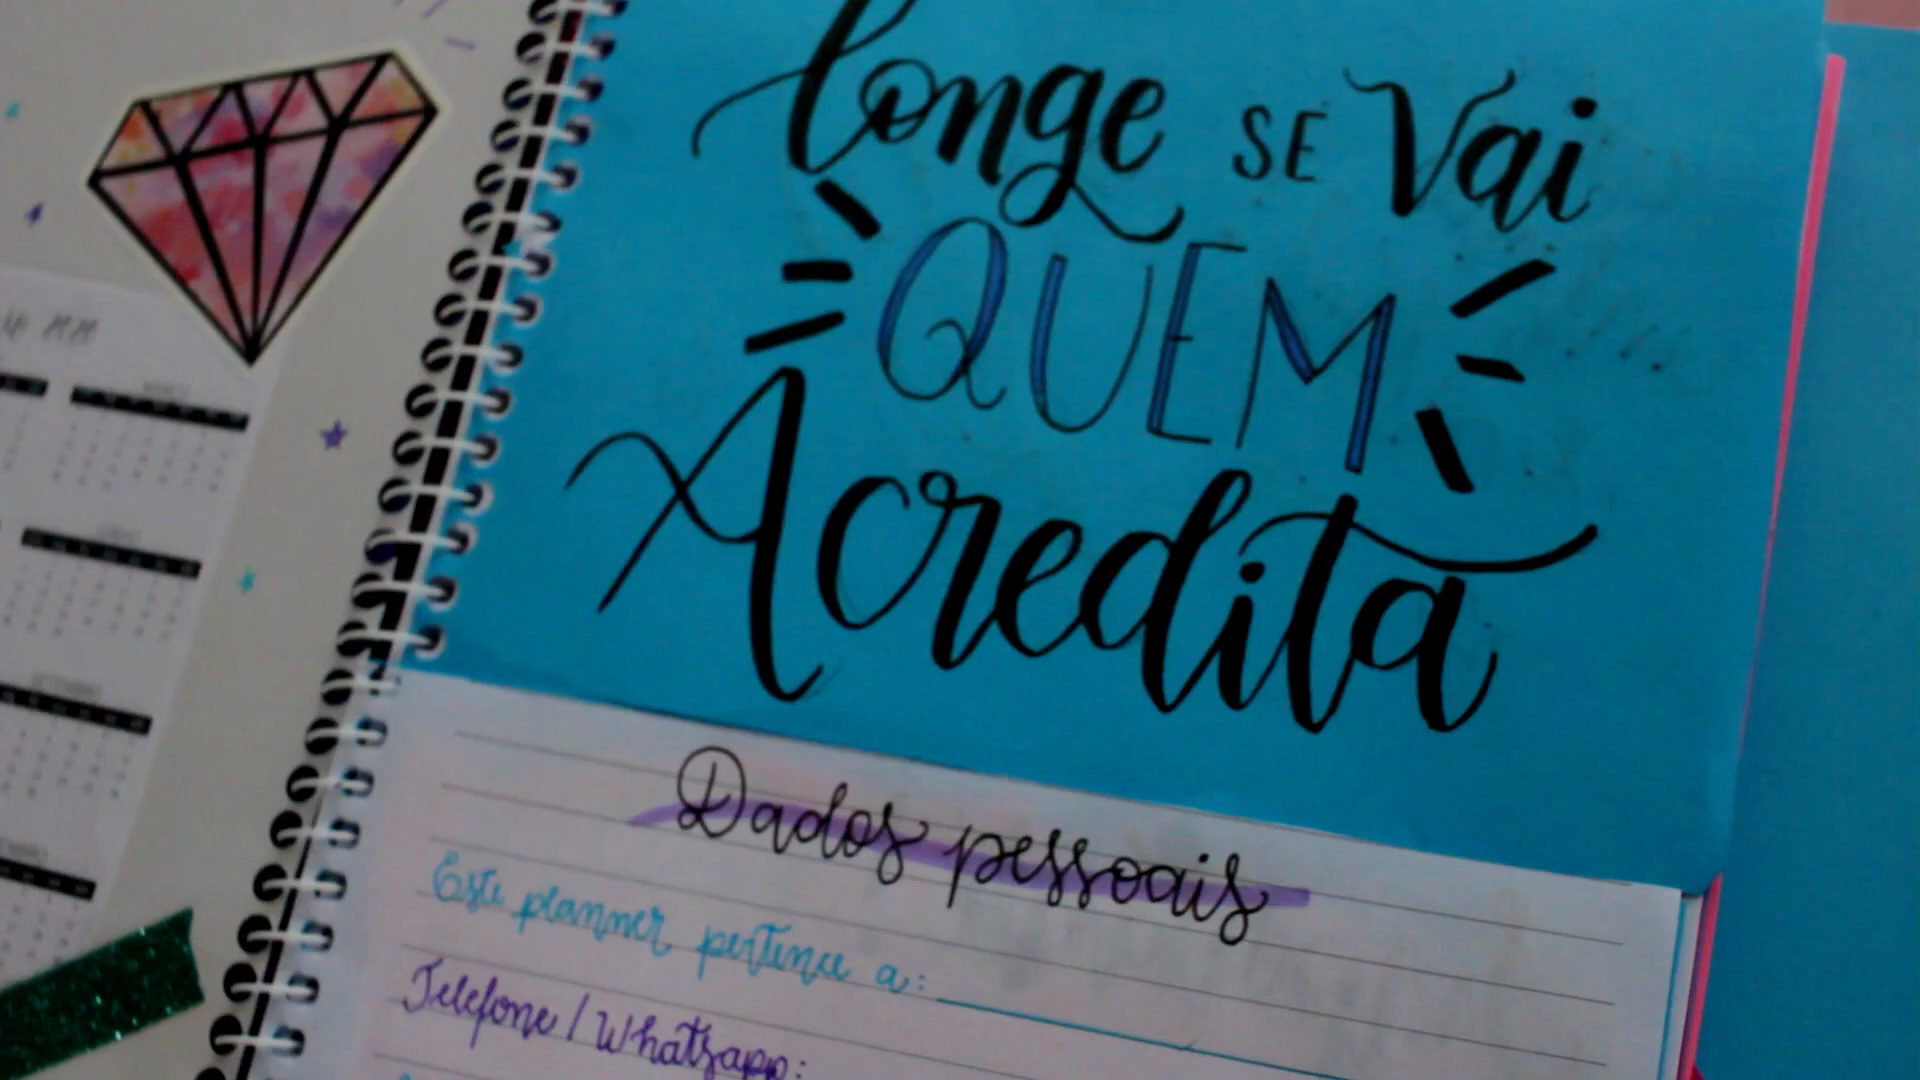 longe SE Vai
QUEM
Acredita
Dados pessoais
Este planner pertence a:
Telefone / Whatsapp: